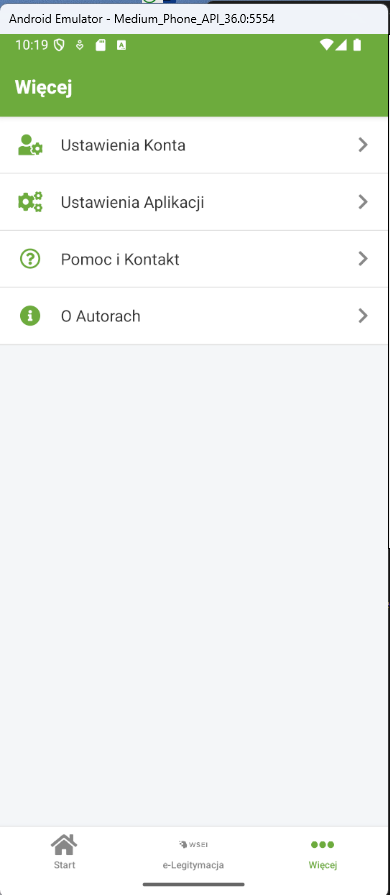 Android Emulator - Medium_Phone_API_36.0:5554
10:19
A
Więcej
Ustawienia Konta
Ustawienia Aplikacji
Pomoc i Kontakt
O Autorach
WSEI
Start
e-Legitymacja
Więcej